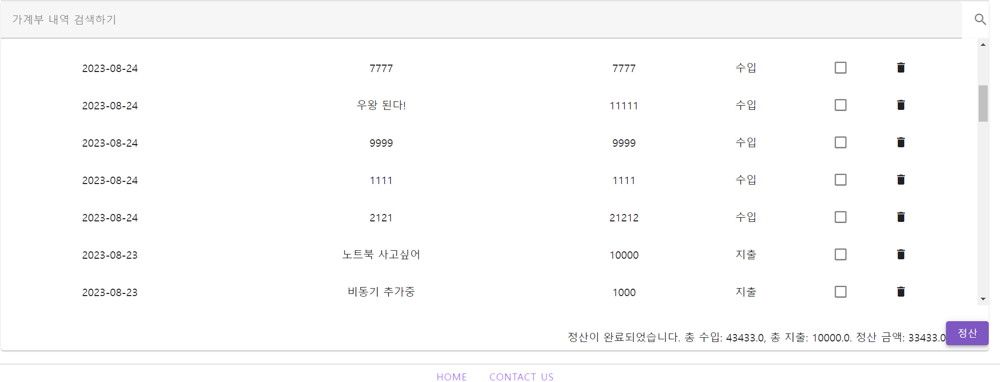 가계부 내역 검색하기
2023-08-24 7777 7777 수입
2023-08-24 우왕 된다! 11111 수입
2023-08-24 9999 9999 수입
2023-08-24 1111 1111 수입
2023-08-24 2121 21212 수입
2023-08-23 노트북 사고싶어 10000 지출
2023-08-23 비동기 추가중 1000 지출
정산이 완료되었습니다. 총 수입: 43433.0, 총 지출: 10000.0. 정산 금액: 33433.0 정산
HOME CONTACT US